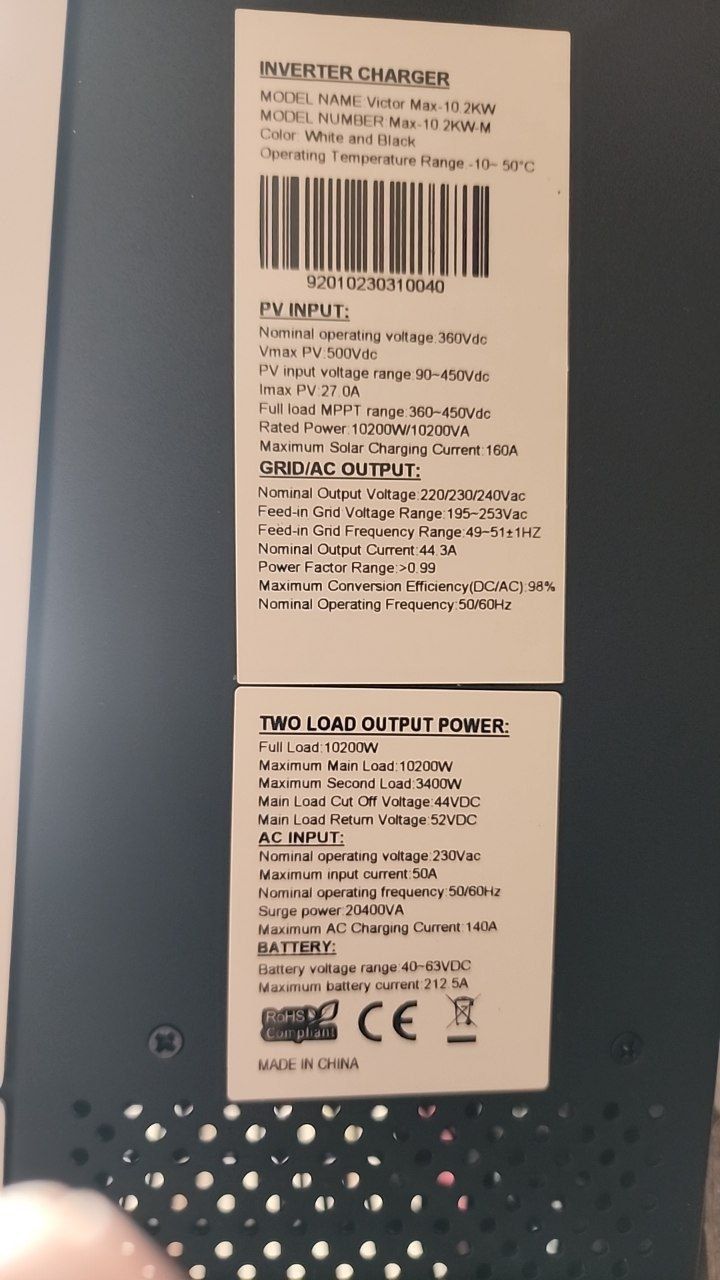 INVERTER CHARGER
MODEL NAME:Victor Max-10.2KW
MODEL NUMBER:Max-10.2KW-M
Color: White and Black
Operating Temperature Range:-10~ 50°C
92010230310040
PV INPUT:
Nominal operating voltage:360Vdc
Vmax PV:500Vdc
PV input voltage range:90~450Vdc
Imax PV:27.0A
Full load MPPT range:360~450Vdc
Rated Power:10200W/10200VA
Maximum Solar Charging Current:160A
GRID/AC OUTPUT:
Nominal Output Voltage:220/230/240Vac
Feed-in Grid Voltage Range:195~253Vac
Feed-in Grid Frequency Range:49~51±1HZ
Nominal Output Current:44.3A
Power Factor Range:>0.99
Maximum Conversion Efficiency(DC/AC):98%
Nominal Operating Frequency:50/60Hz
TWO LOAD OUTPUT POWER:
Full Load:10200W
Maximum Main Load:10200W
Maximum Second Load:3400W
Main Load Cut Off Voltage:44VDC
Main Load Return Voltage:52VDC
AC INPUT:
Nominal operating voltage:230Vac
Maximum input current:50A
Nominal operating frequency:50/60Hz
Surge power:20400VA
Maximum AC Charging Current:140A
BATTERY:
Battery voltage range:40~63VDC
Maximum battery current:212.5A
RoHS
Compliant
CE
MADE IN CHINA